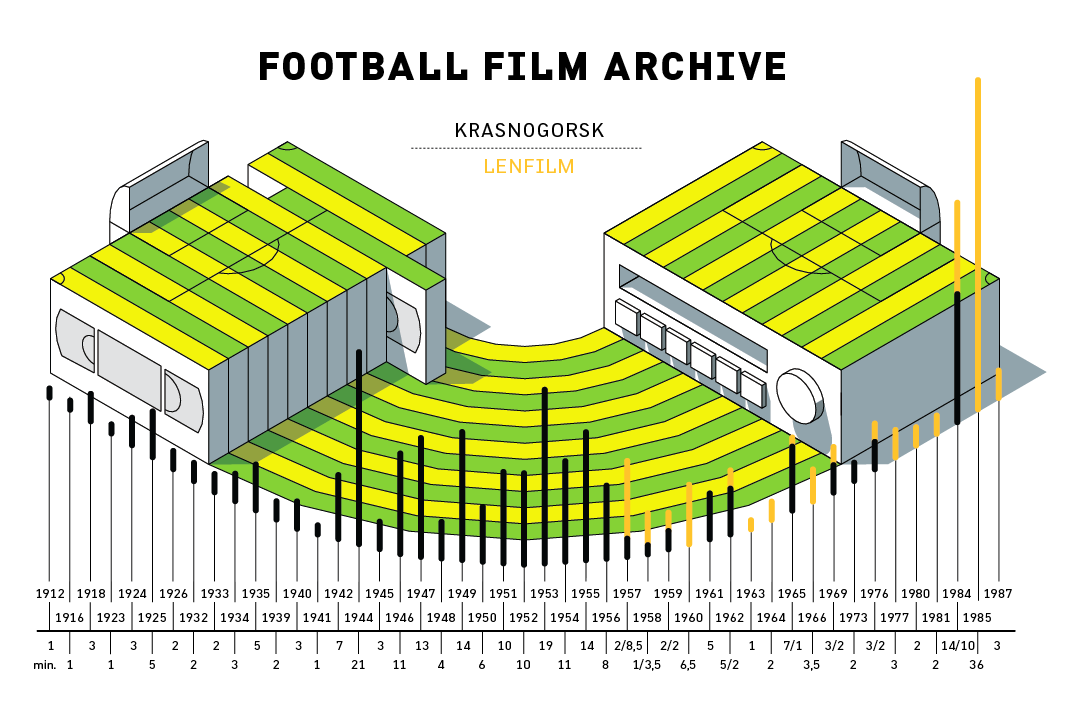 FOOTBALL FILM ARCHIVE
KRASNOGORSK
LENFILM
1912 1918 1924 1926 1933 1935 1940 1942 1945 1947 1949 1951 1953 1955 1957 1959 1961 1963 1965 1969 1976 1980 1984 1987
1916 1923 1925 1932 1934 1939 1941 1944 1946 1948 1950 1952 1954 1956 1958 1960 1962 1964 1966 1973 1977 1981 1985
1 3 3 2 2 5 3 7 3 13 14 10 19 14 2/8,5 2/2 5 1 7/1 3/2 3/2 2 14/10 3
min. 1 1 5 2 3 2 1 21 11 4 6 10 11 8 1/3,5 6,5 5/2 2 3,5 2 3 2 36